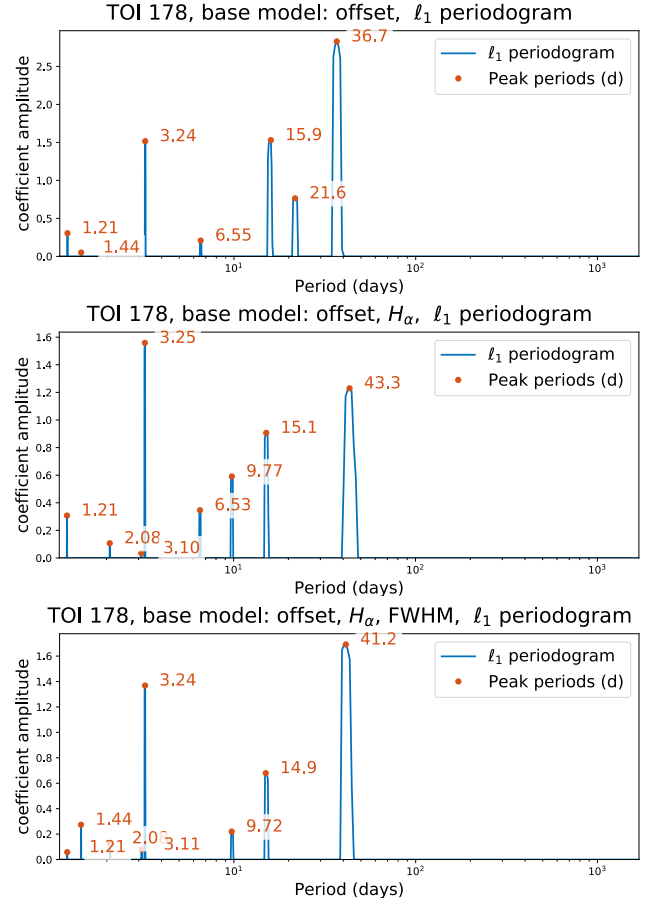 TOI 178, base model: offset, ℓ₁ periodogram
coefficient amplitude
2.5
2.0
1.5
1.0
0.5
0.0
36.7
3.24
15.9
21.6
1.21
6.55
1.44
ℓ₁ periodogram
Peak periods (d)
10¹ 10² 10³
Period (days)
TOI 178, base model: offset, Hα, ℓ₁ periodogram
coefficient amplitude
1.6
1.4
1.2
1.0
0.8
0.6
0.4
0.2
0.0
3.25
43.3
15.1
9.77
6.53
1.21
2.08
3.10
ℓ₁ periodogram
Peak periods (d)
10¹ 10² 10³
Period (days)
TOI 178, base model: offset, Hα, FWHM, ℓ₁ periodogram
coefficient amplitude
1.6
1.4
1.2
1.0
0.8
0.6
0.4
0.2
0.0
41.2
3.24
14.9
1.44
9.72
2.08
1.21
3.11
ℓ₁ periodogram
Peak periods (d)
10¹ 10² 10³
Period (days)